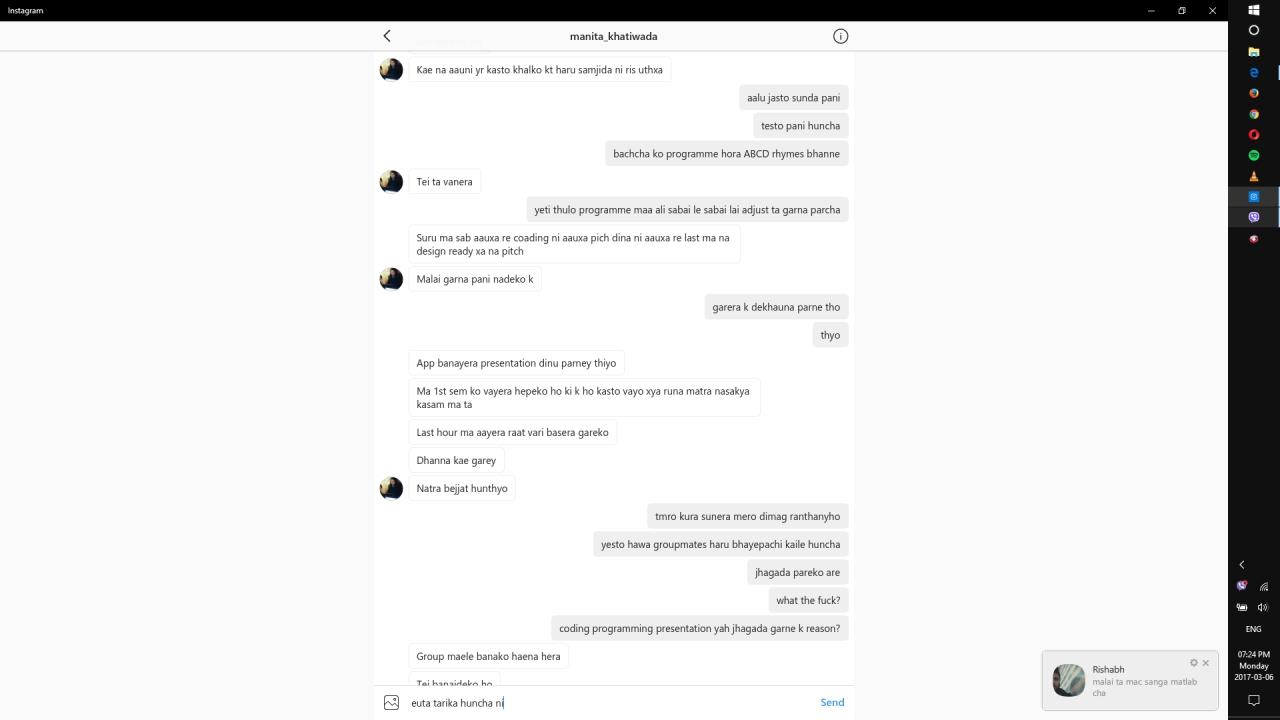 Instagram
manita_khatiwada
Kae na aauni yr kasto khalko kt haru samjida ni ris uthxa
aalu jasto sunda pani
testo pani huncha
bachcha ko programme hora ABCD rhymes bhanne
Tei ta vanera
yeti thulo programme maa ali sabai le sabai lai adjust ta garna parcha
Suru ma sab aauxa re coading ni aauxa pich dina ni aauxa re last ma na
design ready xa na pitch
Malai garna pani nadeko k
garera k dekhauna parne tho
thyo
App banayera presentation dinu parney thiyo
Ma 1st sem ko vayera hepeko ho ki k ho kasto vayo xya runa matra nasakya
kasam ma ta
Last hour ma aayera raat vari basera gareko
Dhanna kae garey
Natra bejjat hunthyo
tmro kura sunera mero dimag ranthanyho
yesto hawa groupmates haru bhayepachi kaile huncha
jhagada pareko are
what the fuck?
coding programming presentation yah jhagada garne k reason?
Group maele banako haena hera
Tei banaideko ho
euta tarika huncha ni
Send
Rishabh
malai ta mac sanga matlab
cha
ENG
07:24 PM
Monday
2017-03-06